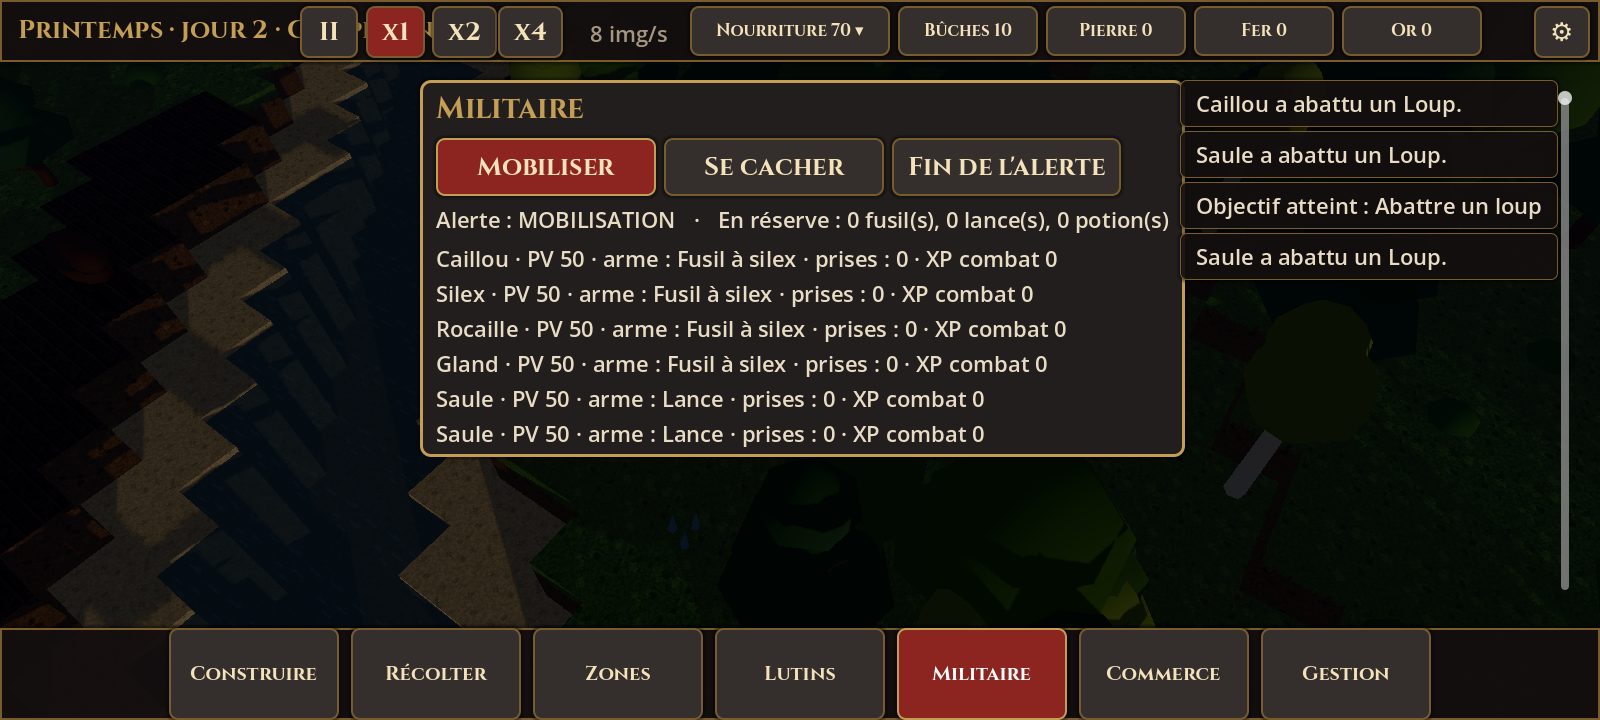 Printemps · jour 2 ·
II
x1
x2
x4
8 img/s
Nourriture 70 ▾
Bûches 10
Pierre 0
Fer 0
Or 0
Militaire
Mobiliser
Se cacher
Fin de l'alerte
Alerte : MOBILISATION · En réserve : 0 fusil(s), 0 lance(s), 0 potion(s)
Caillou · PV 50 · arme : Fusil à silex · prises : 0 · XP combat 0
Silex · PV 50 · arme : Fusil à silex · prises : 0 · XP combat 0
Rocaille · PV 50 · arme : Fusil à silex · prises : 0 · XP combat 0
Gland · PV 50 · arme : Fusil à silex · prises : 0 · XP combat 0
Saule · PV 50 · arme : Lance · prises : 0 · XP combat 0
Saule · PV 50 · arme : Lance · prises : 0 · XP combat 0
Caillou a abattu un Loup.
Saule a abattu un Loup.
Objectif atteint : Abattre un loup
Saule a abattu un Loup.
Construire
Récolter
Zones
Lutins
Militaire
Commerce
Gestion